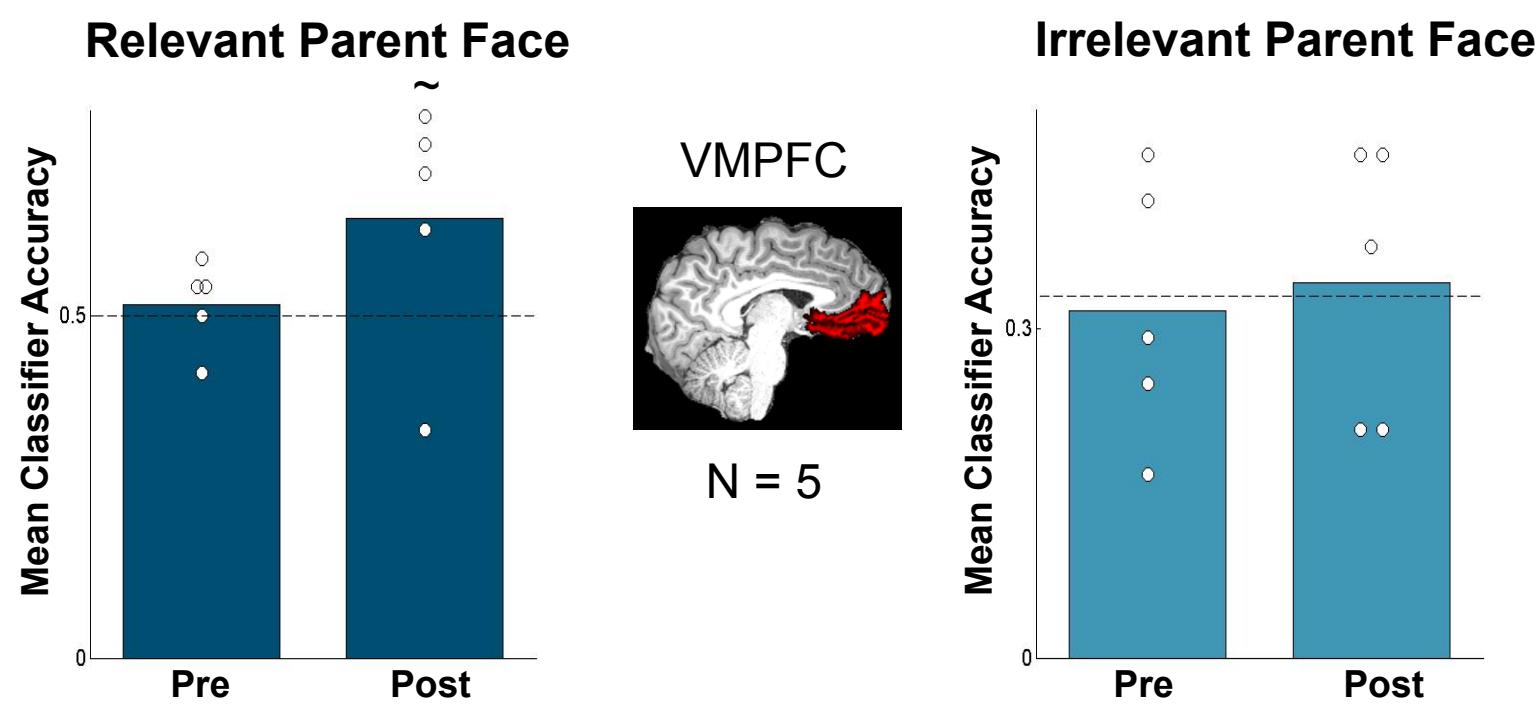 Relevant Parent Face
~
Mean Classifier Accuracy
0.5
0
Pre Post
VMPFC
N = 5
Irrelevant Parent Face
Mean Classifier Accuracy
0.3
0
Pre Post